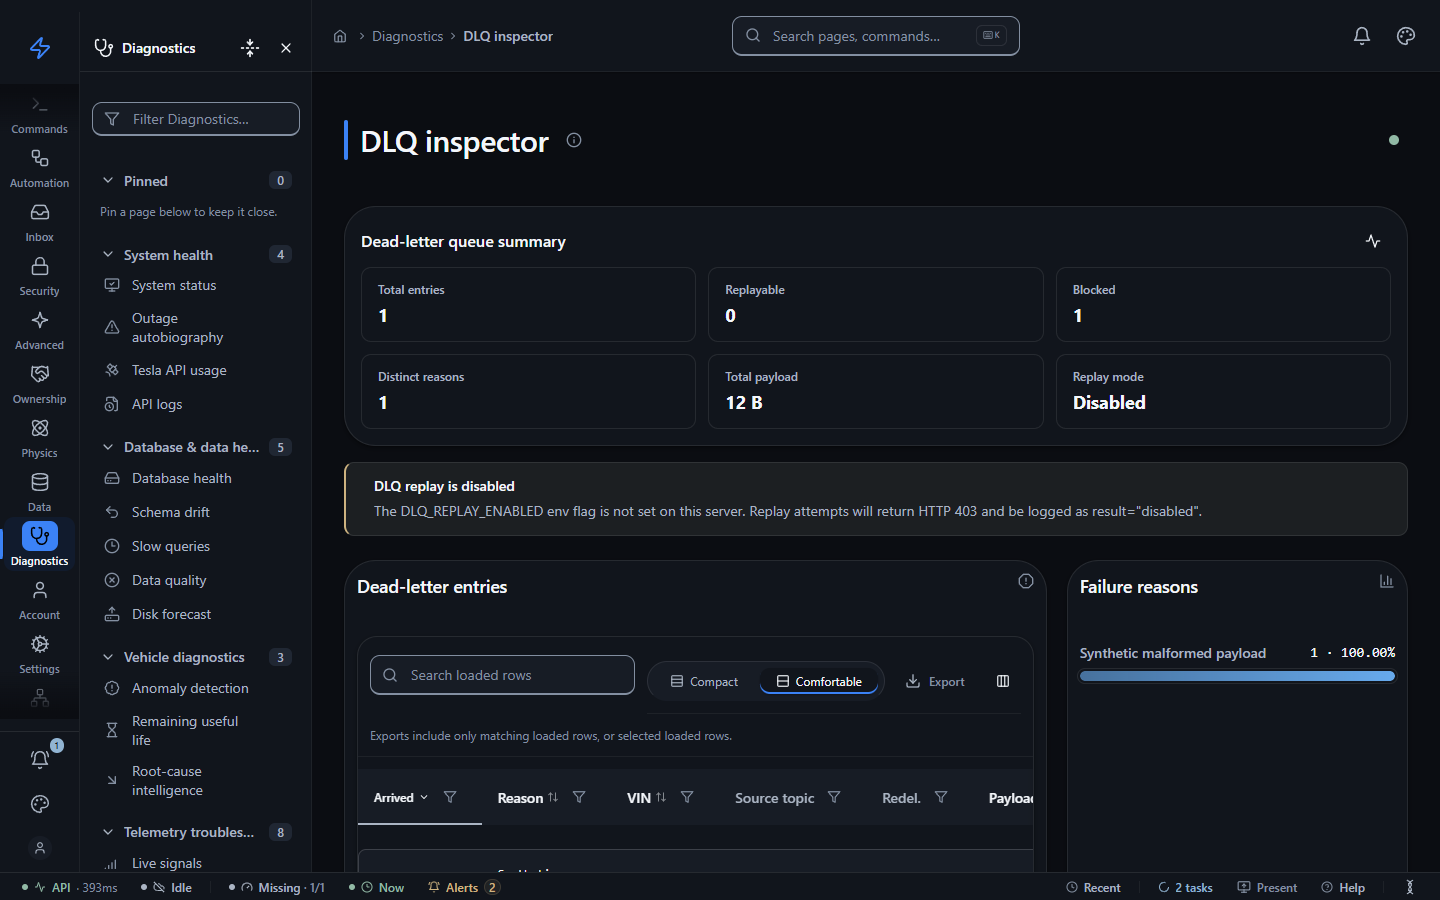 Diagnostics
Diagnostics
DLQ inspector
Search pages, commands...
K
Commands
Automation
Inbox
Security
Advanced
Ownership
Physics
Data
Diagnostics
Account
Settings
1
Filter Diagnostics...
Pinned
0
Pin a page below to keep it close.
System health
4
System status
Outage
autobiography
Tesla API usage
API logs
Database & data he...
5
Database health
Schema drift
Slow queries
Data quality
Disk forecast
Vehicle diagnostics
3
Anomaly detection
Remaining useful
life
Root-cause
intelligence
Telemetry troubles...
8
Live signals
DLQ inspector
Dead-letter queue summary
Total entries
1
Replayable
0
Blocked
1
Distinct reasons
1
Total payload
12 B
Replay mode
Disabled
DLQ replay is disabled
The DLQ_REPLAY_ENABLED env flag is not set on this server. Replay attempts will return HTTP 403 and be logged as result="disabled".
Dead-letter entries
Search loaded rows
Compact
Comfortable
Export
Exports include only matching loaded rows, or selected loaded rows.
Arrived
Reason
VIN
Source topic
Redel.
Payload
Failure reasons
Synthetic malformed payload
1 · 100.00%
API · 393ms
Idle
Missing · 1/1
Now
Alerts 2
Recent
2 tasks
Present
Help